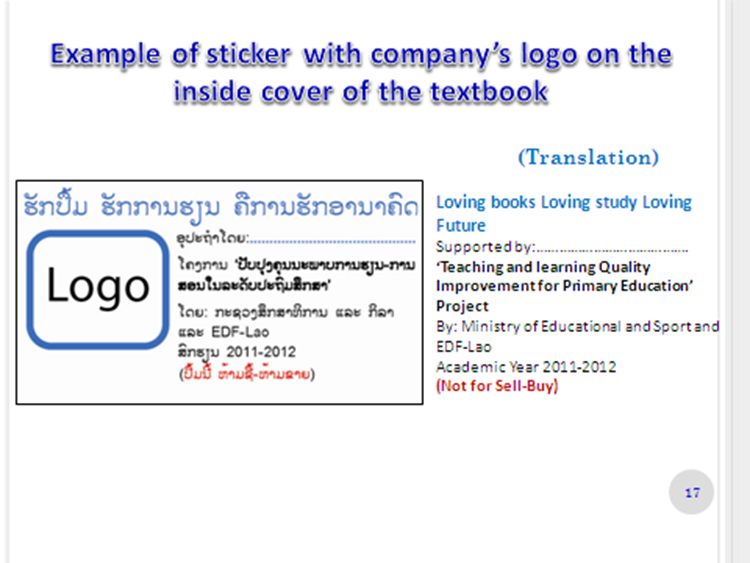 Example of sticker with company's logo on the
inside cover of the textbook
(Translation)
ຮັກປຶ້ມ ຮັກການຮຽນ ຄືການຮັກອານາຄົດ
Logo
ອຸປະຖຳໂດຍ:..............................................
ໂຄງການ 'ປັບປຸງຄຸນນະພາບການຮຽນ-ການ
ສອນໃນລະດັບປະຖົມສຶກສາ'
ໂດຍ: ກະຊວງສຶກສາທິການ ແລະ ກິລາ
ແລະ EDF-Lao
ສົກຮຽນ 2011-2012
(ປຶ້ມນີ້ ຫ້າມຊື້-ຫ້າມຂາຍ)
Loving books Loving study Loving
Future
Supported by:..........................................
'Teaching and learning Quality
Improvement for Primary Education'
Project
By: Ministry of Educational and Sport and
EDF-Lao
Academic Year 2011-2012
(Not for Sell-Buy)
17